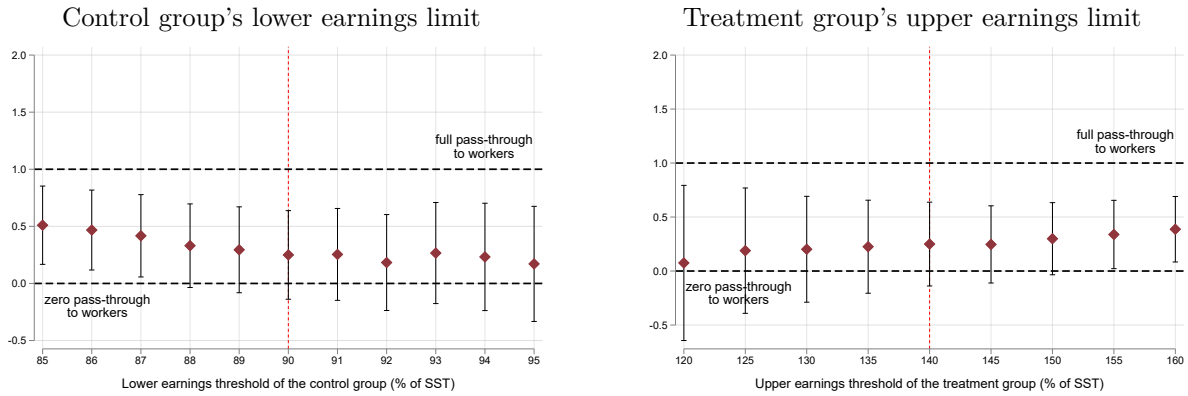 Control group's lower earnings limit
2.0
1.5
full pass-through
to workers
1.0
0.5
0.0
zero pass-through
to workers
-0.5
85 86 87 88 89 90 91 92 93 94 95
Lower earnings threshold of the control group (% of SST)
Treatment group's upper earnings limit
2.0
1.5
full pass-through
to workers
1.0
0.5
0.0
zero pass-through
to workers
-0.5
120 125 130 135 140 145 150 155 160
Upper earnings threshold of the treatment group (% of SST)